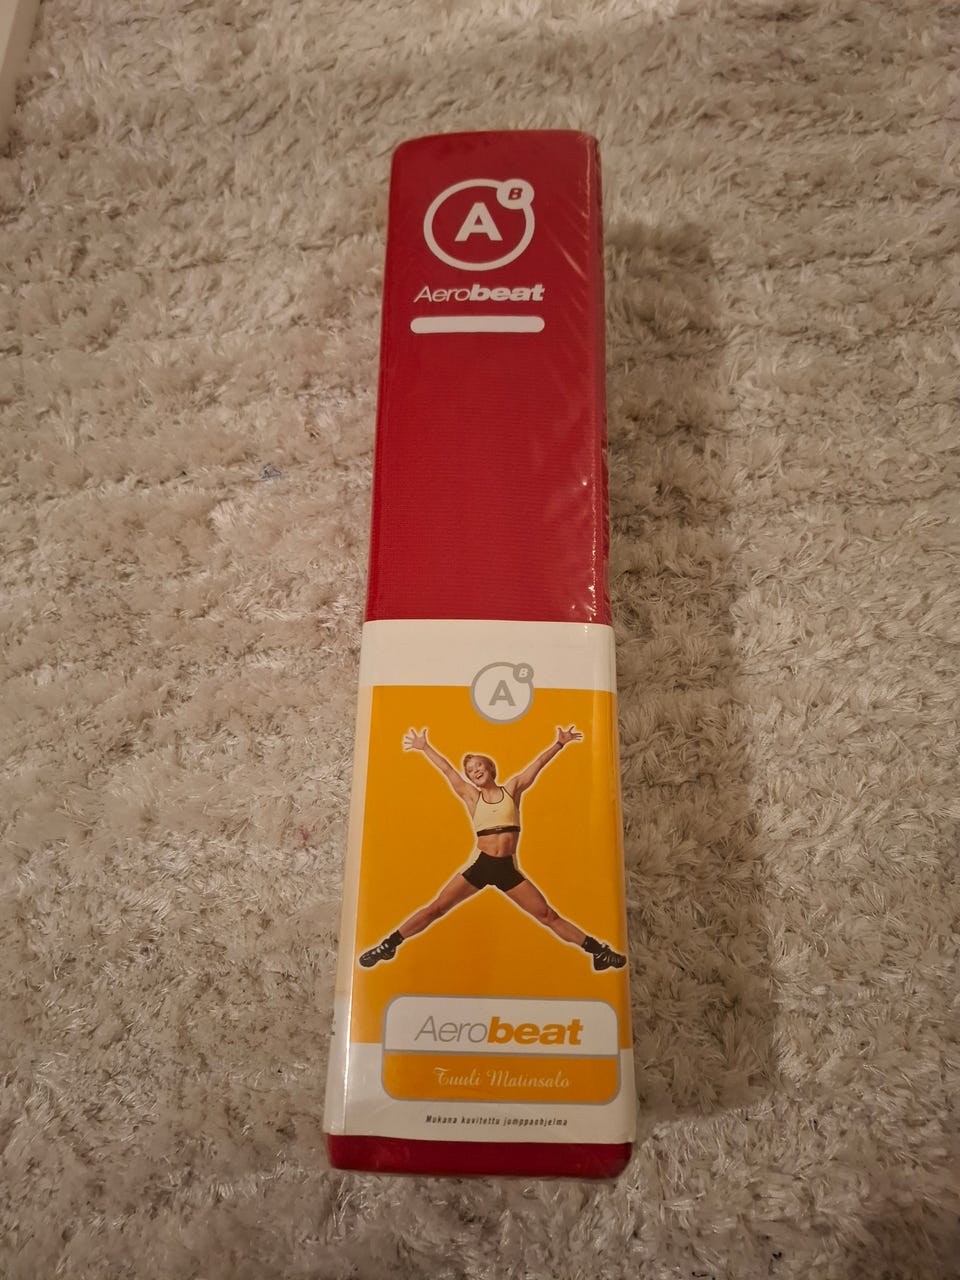 A B
Aerobeat
A B
Aerobeat
Tuuli Matinsalo
Mukana kuvitettu jumppaohjelma